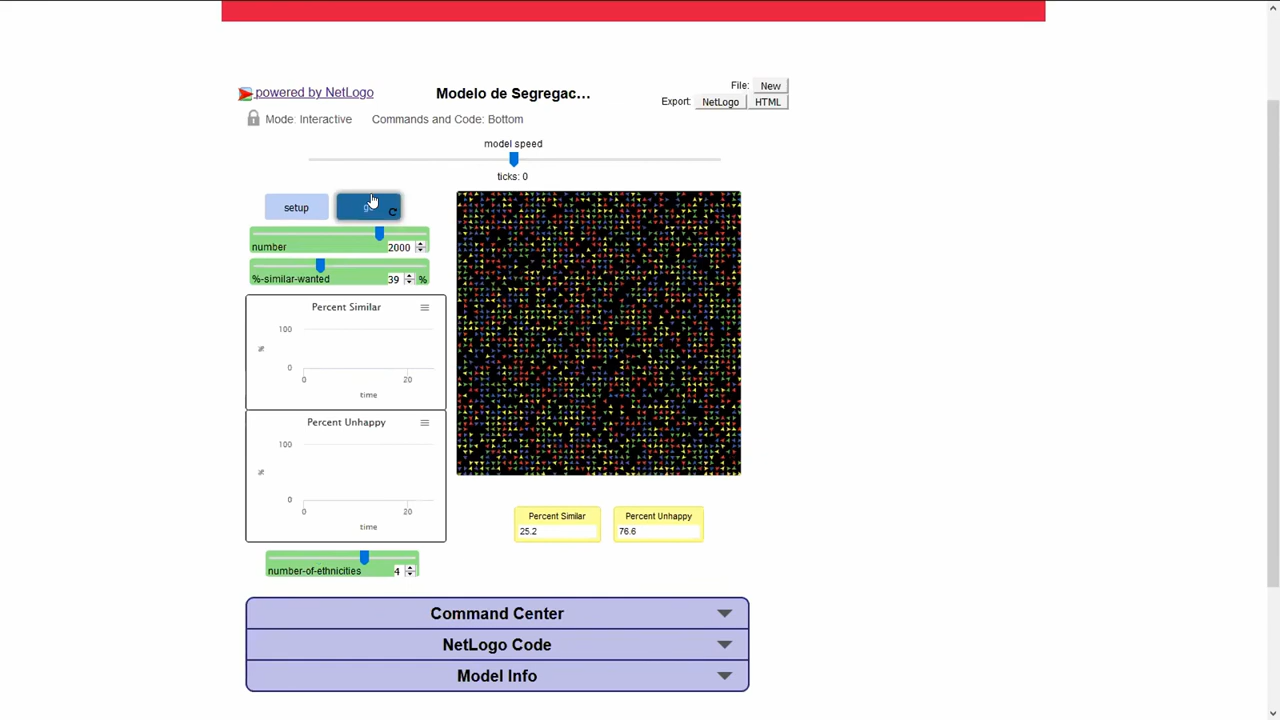 powered by NetLogo
Modelo de Segregac...
File: New
Export: NetLogo HTML
Mode: Interactive
Commands and Code: Bottom
model speed
ticks: 0
setup
number 2000
%-similar-wanted 39 %
Percent Similar
100
%
0
0 20
time
Percent Unhappy
100
%
0
0 20
time
Percent Similar
25.2
Percent Unhappy
76.6
number-of-ethnicities 4
Command Center
NetLogo Code
Model Info